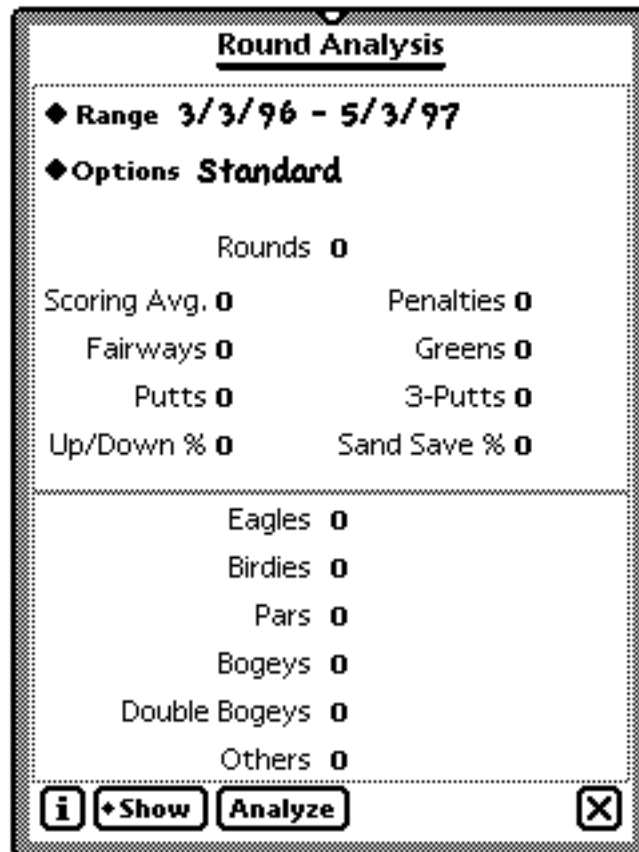 Round Analysis
◆ Range 3/3/96 - 5/3/97
◆ Options Standard
Rounds 0
Scoring Avg. 0 Penalties 0
Fairways 0 Greens 0
Putts 0 3-Putts 0
Up/Down % 0 Sand Save % 0
Eagles 0
Birdies 0
Pars 0
Bogeys 0
Double Bogeys 0
Others 0
i ◆Show Analyze X